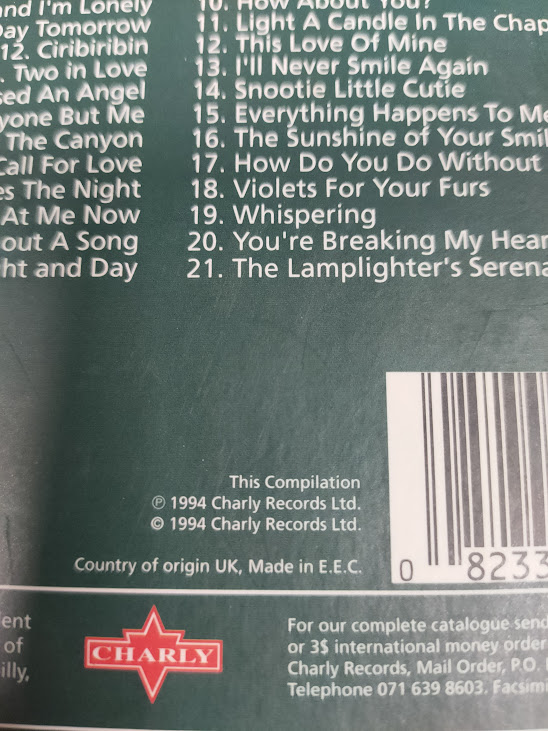 and I'm Lonely
Day Tomorrow
12. Ciribiribin
. Two in Love
sed An Angel
yone But Me
The Canyon
Call For Love
es The Night
At Me Now
out A Song
ht and Day
10. How About You?
11. Light A Candle In The Chap
12. This Love Of Mine
13. I'll Never Smile Again
14. Snootie Little Cutie
15. Everything Happens To Me
16. The Sunshine of Your Smil
17. How Do You Do Without
18. Violets For Your Furs
19. Whispering
20. You're Breaking My Hear
21. The Lamplighter's Serena
This Compilation
℗ 1994 Charly Records Ltd.
© 1994 Charly Records Ltd.
Country of origin UK, Made in E.E.C.
0 8233
ent
of
illy,
CHARLY
For our complete catalogue send
or 3$ international money order
Charly Records, Mail Order, P.O.
Telephone 071 639 8603. Facsimi